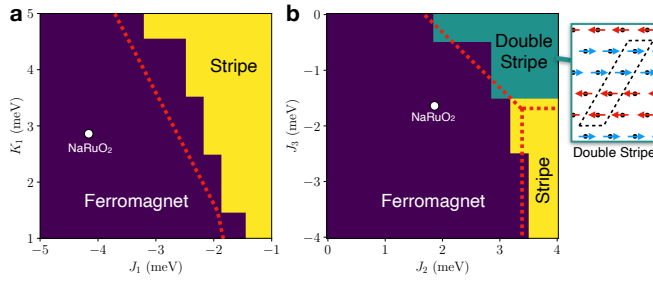 a
5
4
3
2
1
K₁ (meV)
Stripe
NaRuO₂
Ferromagnet
−5
−4
−3
−2
−1
J₁ (meV)
b
0
−1
−2
−3
−4
J₃ (meV)
Double
Stripe
NaRuO₂
Ferromagnet
Stripe
0
1
2
3
4
J₂ (meV)
Double Stripe